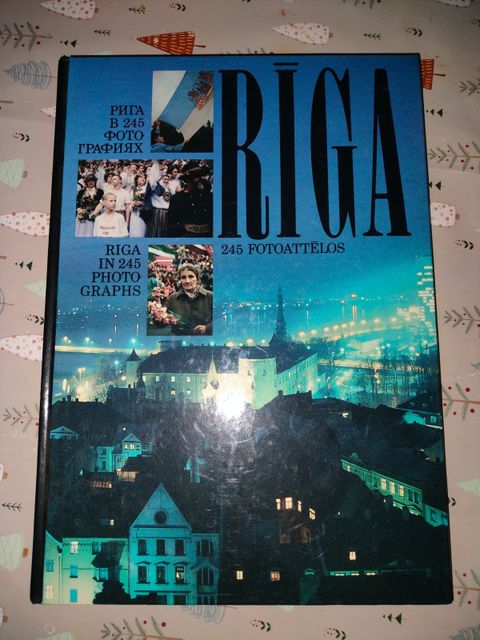 RĪGA
РИГА
В 245
ФОТО
ГРАФИЯХ
RIGA
IN 245
PHOTO
GRAPHS
245 FOTOATTĒLOS